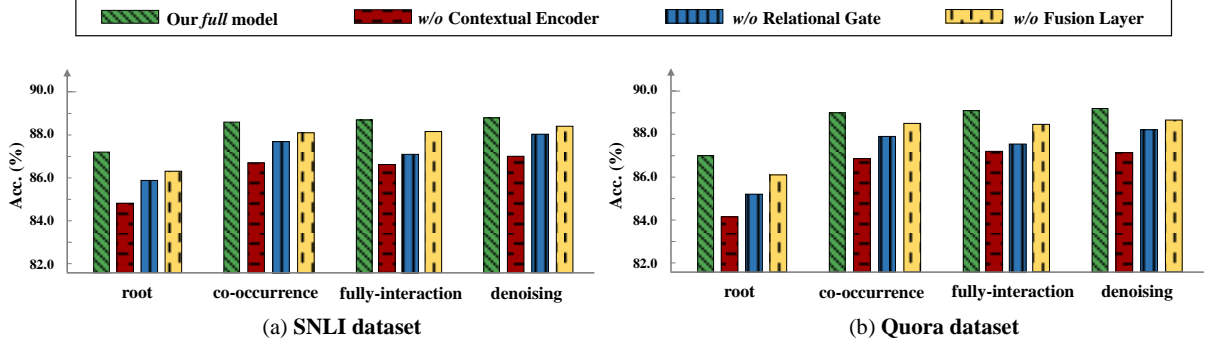 Our full model w/o Contextual Encoder w/o Relational Gate w/o Fusion Layer
Acc. (%)
90.0
88.0
86.0
84.0
82.0
root co-occurrence fully-interaction denoising
(a) SNLI dataset
Acc. (%)
90.0
88.0
86.0
84.0
82.0
root co-occurrence fully-interaction denoising
(b) Quora dataset